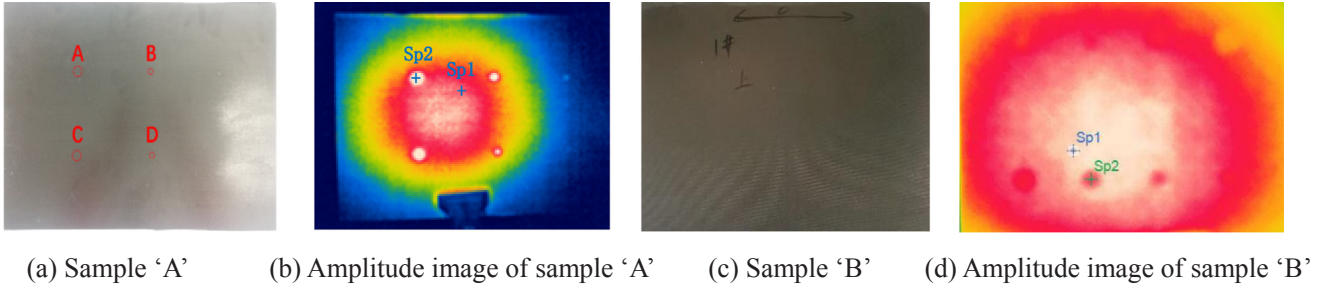 A B
C D
Sp2
Sp1
1#
Sp1
Sp2
(a) Sample ‘A’ (b) Amplitude image of sample ‘A’ (c) Sample ‘B’ (d) Amplitude image of sample ‘B’